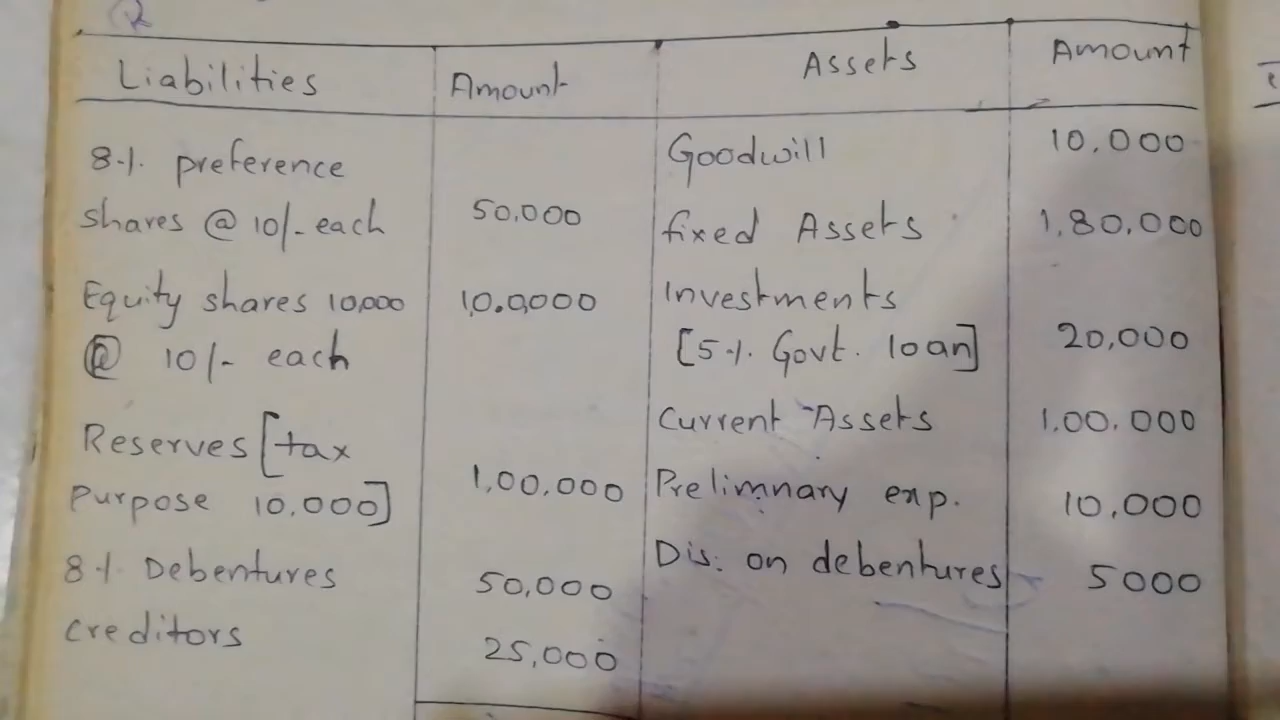 Liabilities Amount Assets Amount
8.1. preference Goodwill 10,000
shares @ 10/- each 50,000 fixed Assets 1,80,000
Equity shares 10,000 10,0,000 Investments
@ 10/- each [5.1. Govt. loan] 20,000
Reserves [tax Current Assets 1,00,000
purpose 10,000] 1,00,000 Prelimnary exp. 10,000
8.1. Debentures 50,000 Dis. on debentures 5000
creditors 25,000